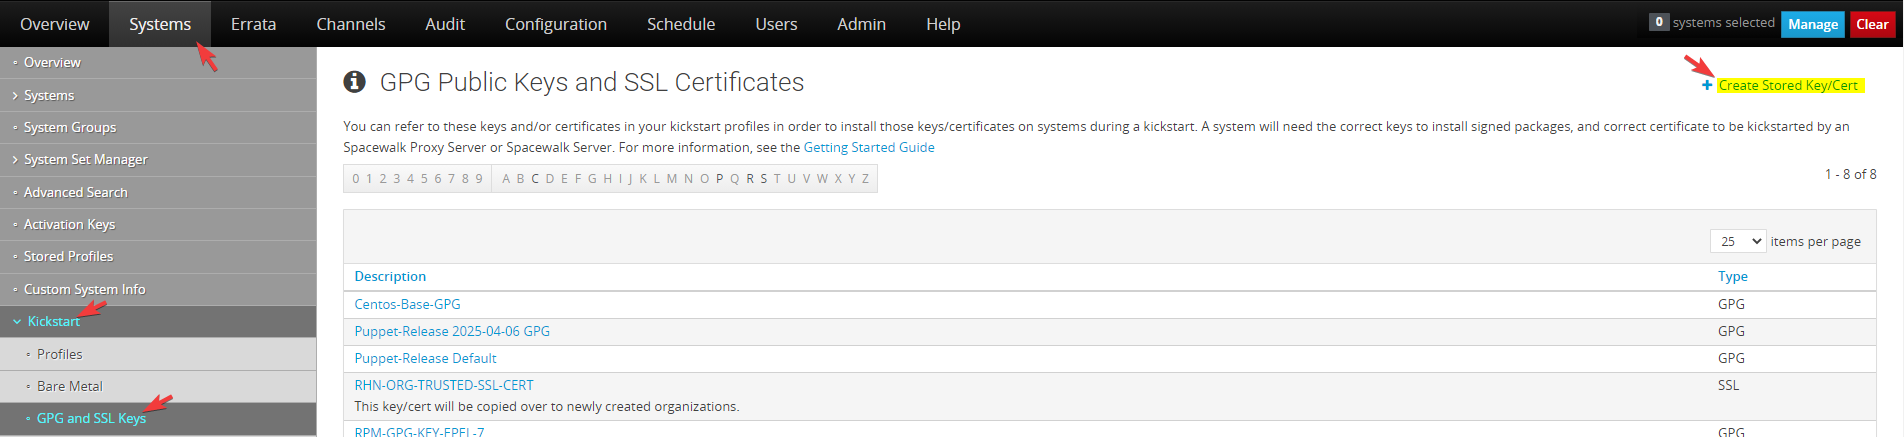 Overview Systems Errata Channels Audit Configuration Schedule Users Admin Help 0 systems selected Manage Clear
Overview
Systems
System Groups
System Set Manager
Advanced Search
Activation Keys
Stored Profiles
Custom System Info
Kickstart
Profiles
Bare Metal
GPG and SSL Keys
GPG Public Keys and SSL Certificates
+ Create Stored Key/Cert
You can refer to these keys and/or certificates in your kickstart profiles in order to install those keys/certificates on systems during a kickstart. A system will need the correct keys to install signed packages, and correct certificate to be kickstarted by an
Spacewalk Proxy Server or Spacewalk Server. For more information, see the Getting Started Guide
0 1 2 3 4 5 6 7 8 9 A B C D E F G H I J K L M N O P Q R S T U V W X Y Z
1 - 8 of 8
25 items per page
Description Type
Centos-Base-GPG GPG
Puppet-Release 2025-04-06 GPG GPG
Puppet-Release Default GPG
RHN-ORG-TRUSTED-SSL-CERT SSL
This key/cert will be copied over to newly created organizations.
RPM-GPG-KEY-EPEL-7 GPG